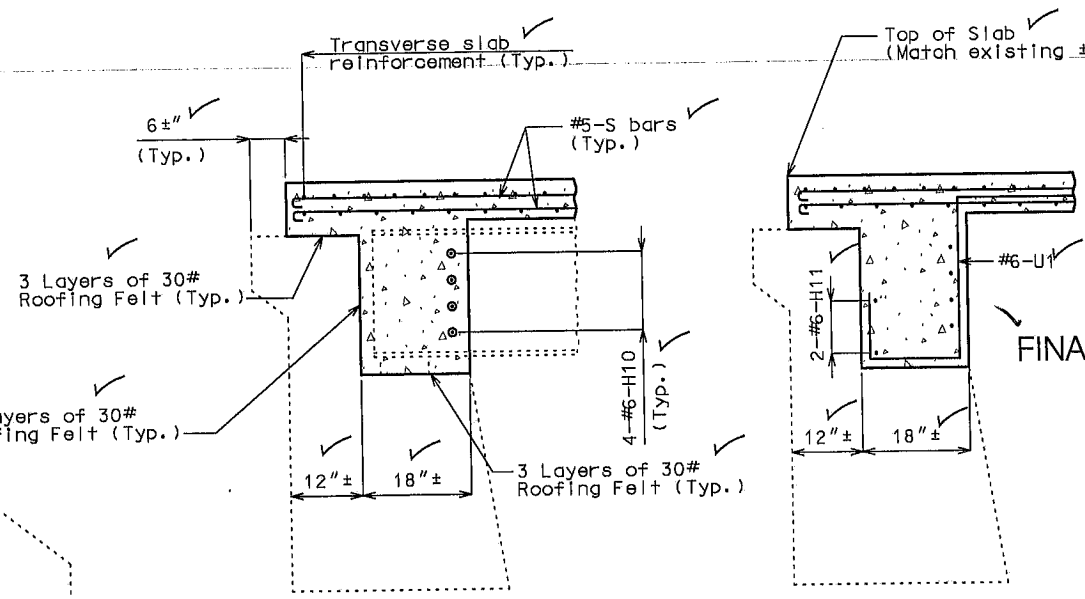 Transverse slab
reinforcement (Typ.)
Top of Slab
(Match existing ±
6±"
(Typ.)
#5-S bars
(Typ.)
3 Layers of 30#
Roofing Felt (Typ.)
#6-U1
2-#6-H11
FINA
4-#6-H10
(Typ.)
ayers of 30#
fing Felt (Typ.)
12"± 18"±
3 Layers of 30#
Roofing Felt (Typ.)
12"± 18"±